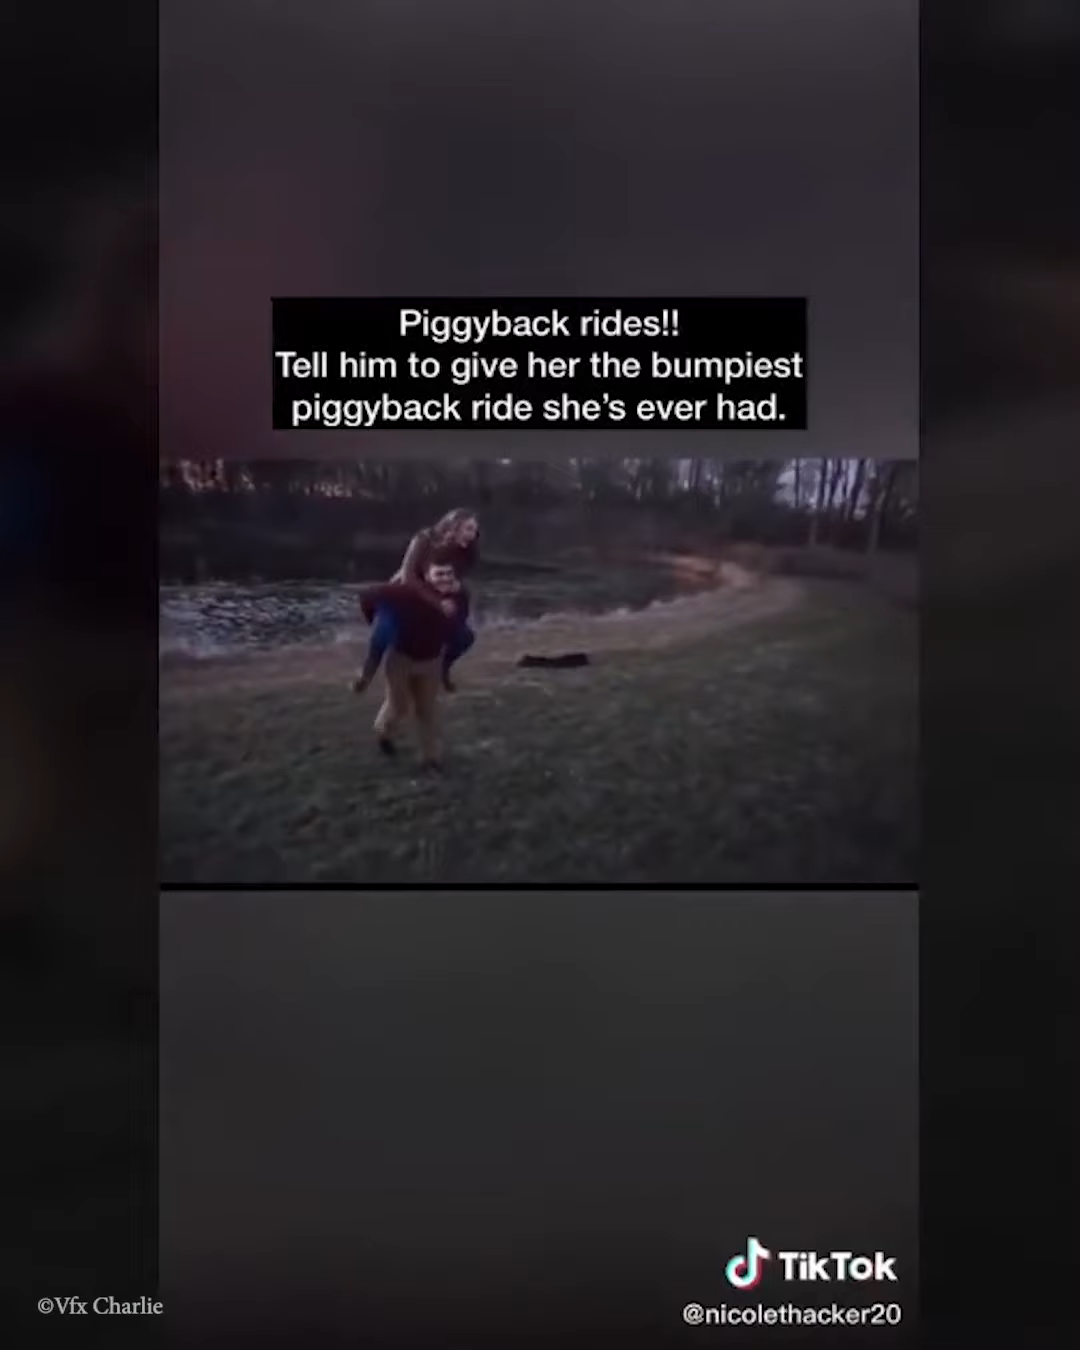 Piggyback rides!!
Tell him to give her the bumpiest
piggyback ride she’s ever had.
TikTok
©Vfx Charlie
@nicolethacker20